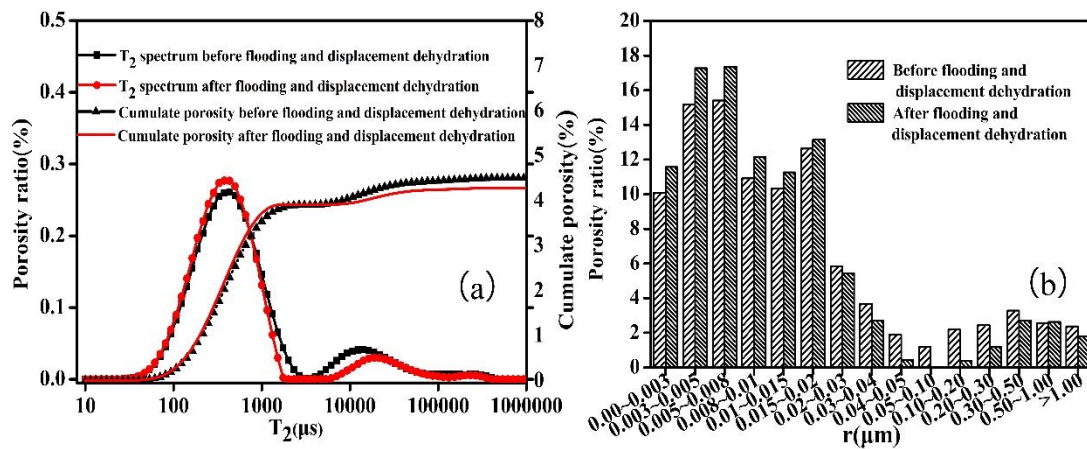 0.5
0.4
0.3
0.2
0.1
0.0
Porosity ratio(%)
T2 spectrum before flooding and displacement dehydration
T2 spectrum after flooding and displacement dehydration
Cumulate porosity before flooding and displacement dehydration
Cumulate porosity after flooding and displacement dehydration
(a)
8
7
6
5
4
3
2
1
0
Cumulate porosity(%)
10 100 1000 10000 100000 1000000
T2(μs)
20
18
16
14
12
10
8
6
4
2
0
Porosity ratio(%)
Before flooding and
displacement dehydration
After flooding and
displacement dehydration
(b)
0.00~0.003
0.003~0.005
0.005~0.008
0.008~0.01
0.01~0.015
0.015~0.02
0.02~0.03
0.03~0.04
0.04~0.05
0.05~0.10
0.10~0.20
0.20~0.30
0.30~0.50
0.50~1.00
>1.00
r(μm)